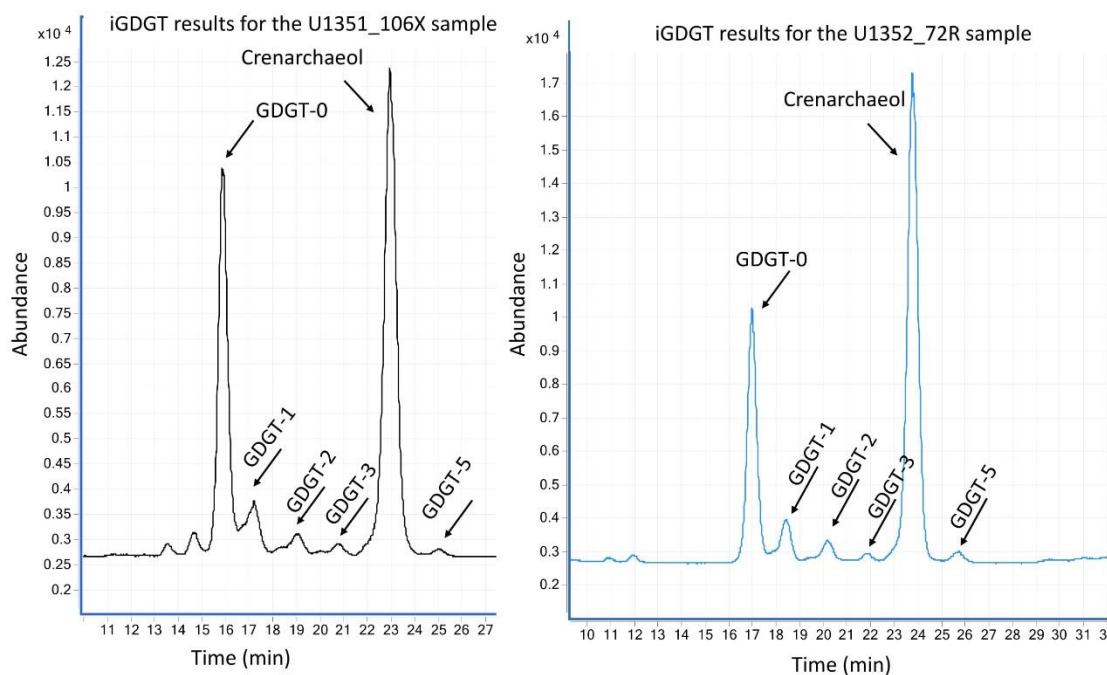 iGDGT results for the U1351_106X sample
x10 4
Crenarchaeol
GDGT-0
GDGT-1
GDGT-2
GDGT-3
GDGT-5
Abundance
1.25
1.2
1.15
1.1
1.05
1
0.95
0.9
0.85
0.8
0.75
0.7
0.65
0.6
0.55
0.5
0.45
0.4
0.35
0.3
0.25
0.2
11 12 13 14 15 16 17 18 19 20 21 22 23 24 25 26 27
Time (min)
iGDGT results for the U1352_72R sample
x10 4
Crenarchaeol
GDGT-0
GDGT-1
GDGT-2
GDGT-3
GDGT-5
Abundance
1.7
1.6
1.5
1.4
1.3
1.2
1.1
1
0.9
0.8
0.7
0.6
0.5
0.4
0.3
0.2
10 11 12 13 14 15 16 17 18 19 20 21 22 23 24 25 26 27 28 29 30 31
Time (min)